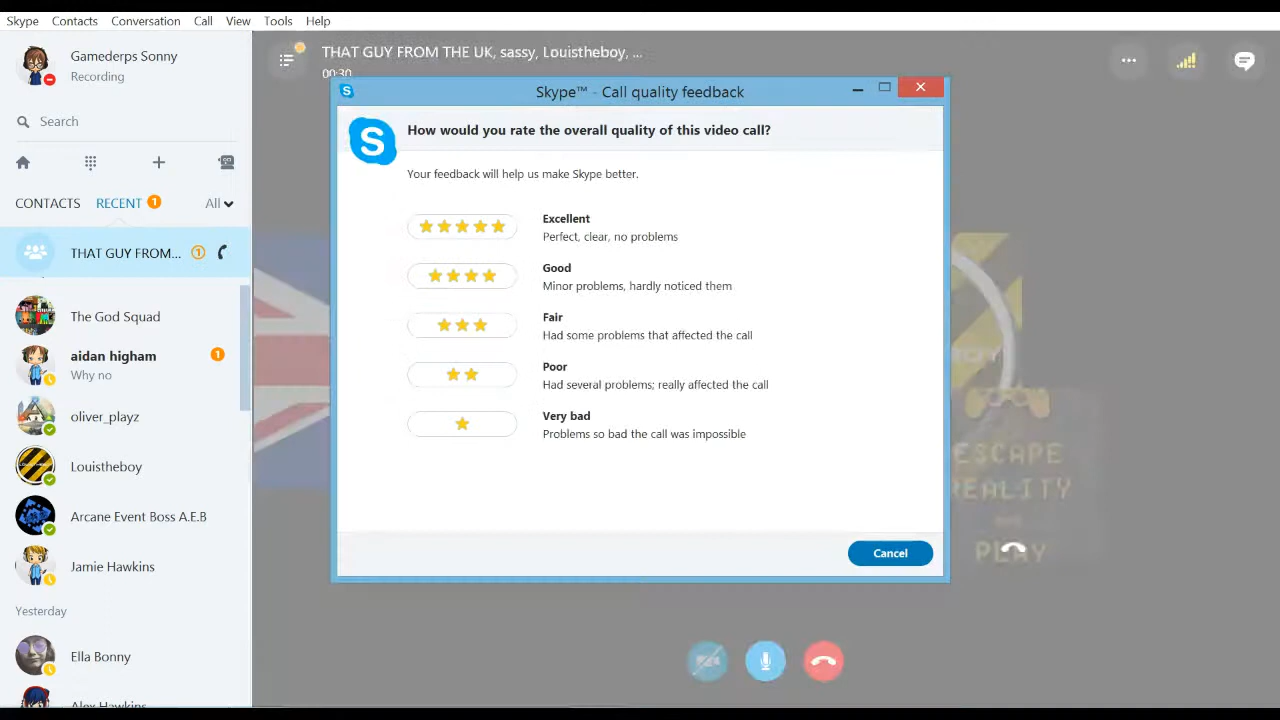 Skype Contacts Conversation Call View Tools Help
Gamederps Sonny
Recording
Search
CONTACTS RECENT 1 All
THAT GUY FROM... 1
The God Squad
aidan higham 1
Why no
oliver_playz
Louistheboy
Arcane Event Boss A.E.B
Jamie Hawkins
Yesterday
Ella Bonny
Alex Hawkins
THAT GUY FROM THE UK, sassy, Louistheboy, ...
00:30
Skype™ - Call quality feedback
How would you rate the overall quality of this video call?
Your feedback will help us make Skype better.
Excellent
Perfect, clear, no problems
Good
Minor problems, hardly noticed them
Fair
Had some problems that affected the call
Poor
Had several problems; really affected the call
Very bad
Problems so bad the call was impossible
Cancel
ESCAPE
REALITY
PLAY